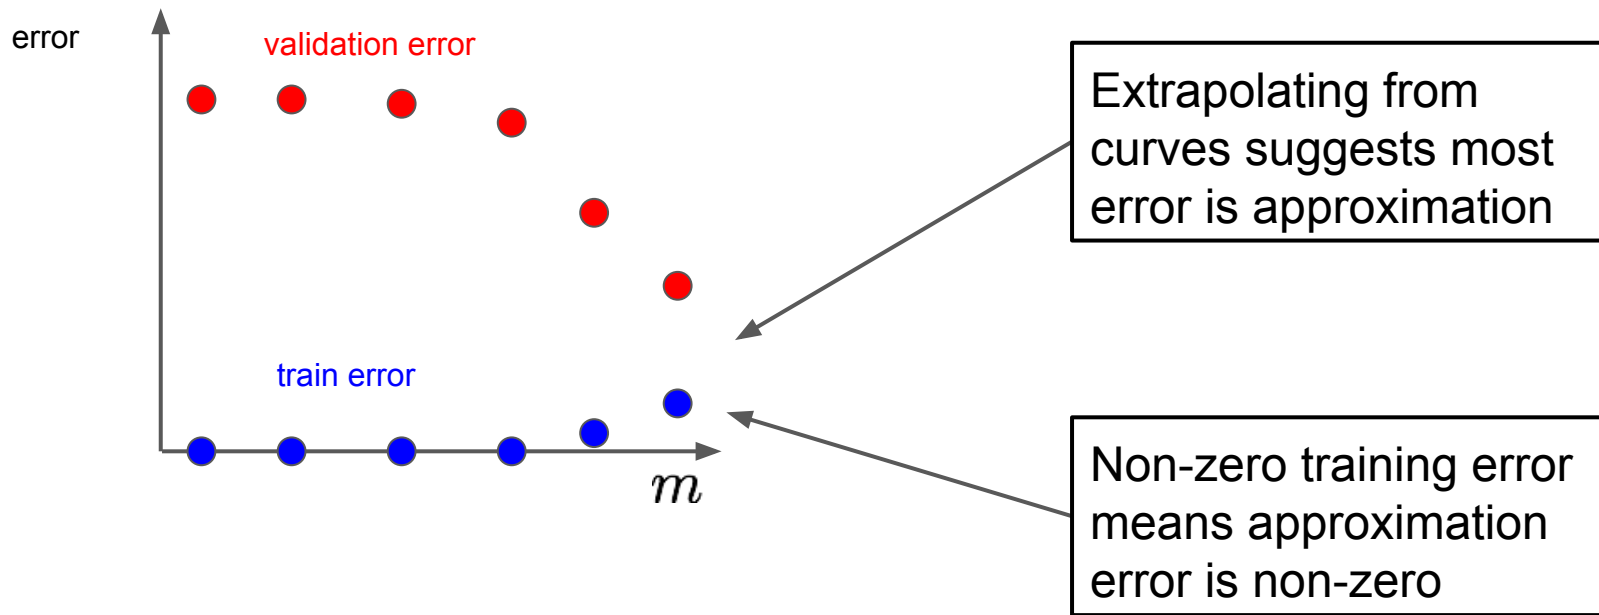 error
validation error
train error
m
Extrapolating from
curves suggests most
error is approximation
Non-zero training error
means approximation
error is non-zero